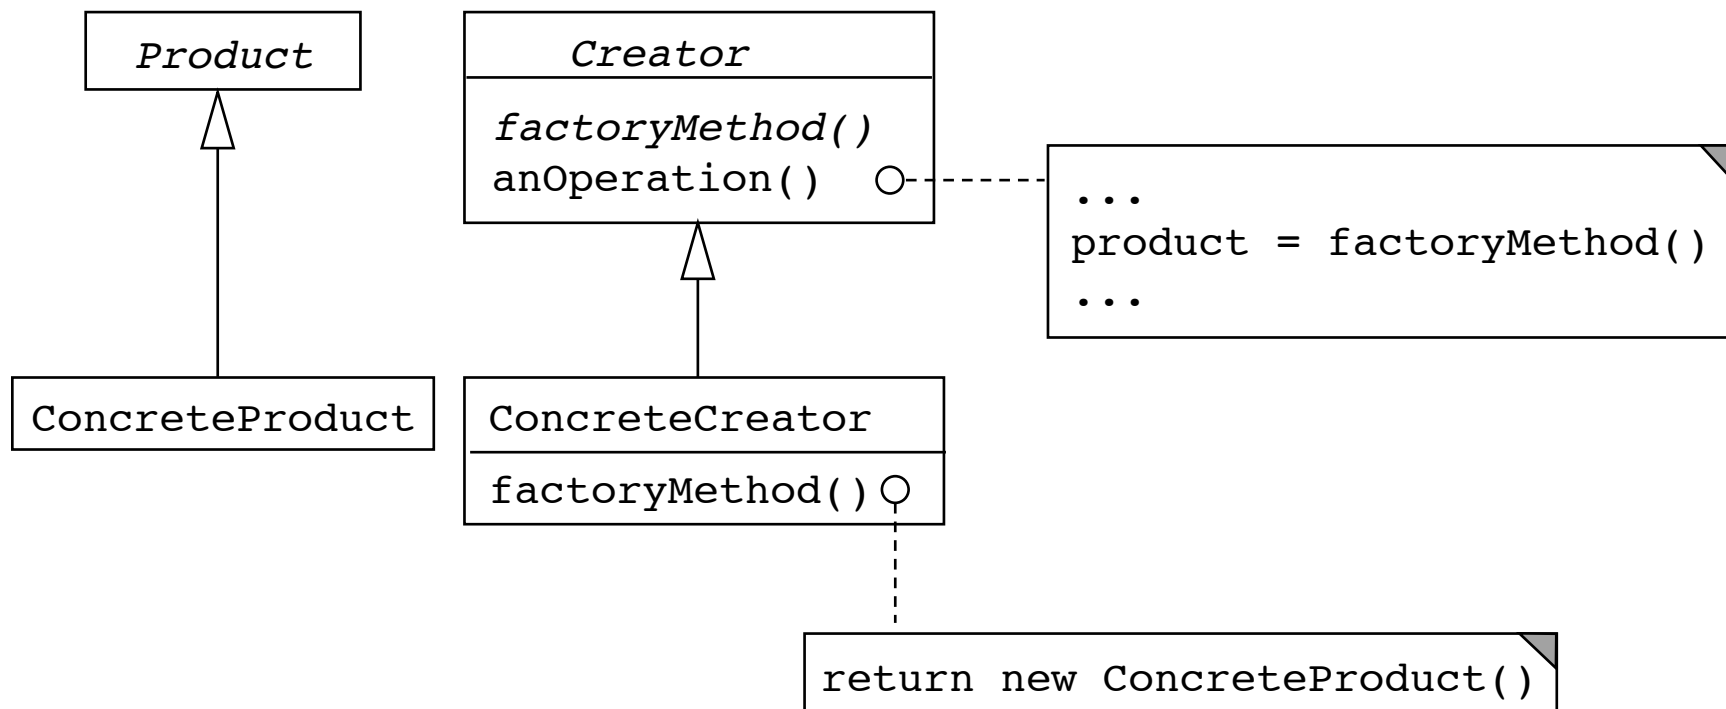 Product
Creator
factoryMethod()
anOperation()
...
product = factoryMethod()
...
ConcreteProduct
ConcreteCreator
factoryMethod()
return new ConcreteProduct()